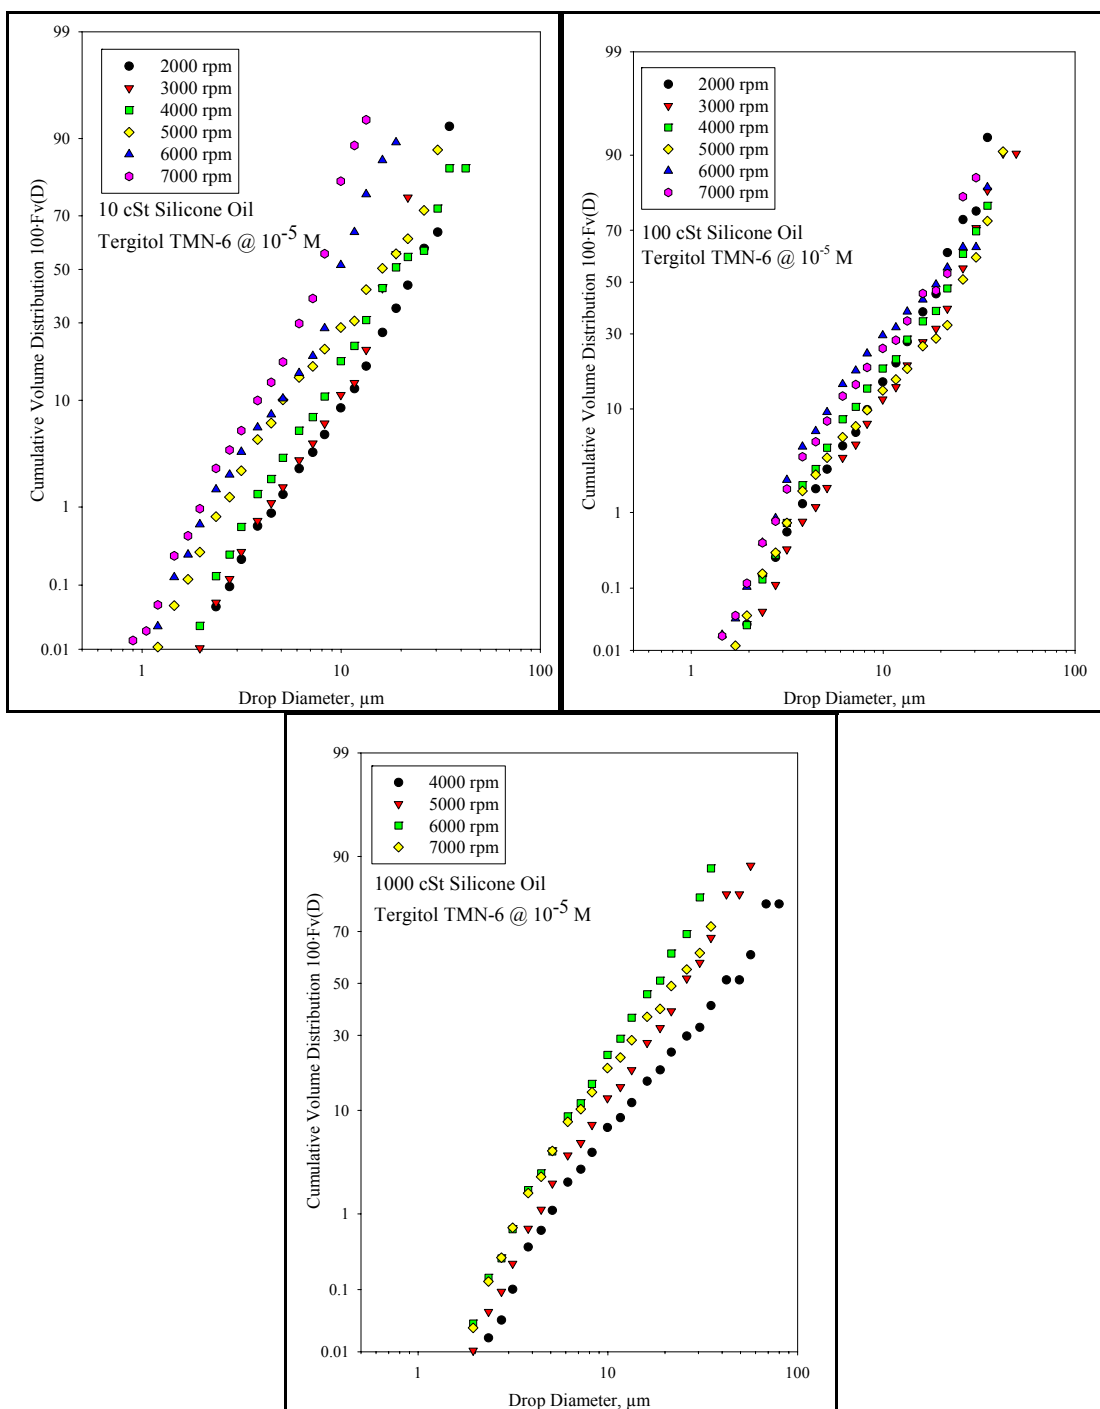 99
90
70
50
30
10
1
0.1
0.01
Cumulative Volume Distribution 100·Fv(D)
2000 rpm
3000 rpm
4000 rpm
5000 rpm
6000 rpm
7000 rpm
10 cSt Silicone Oil
Tergitol TMN-6 @ 10⁻⁵ M
1 10 100
Drop Diameter, µm
99
90
70
50
30
10
1
0.1
0.01
Cumulative Volume Distribution 100·Fv(D)
2000 rpm
3000 rpm
4000 rpm
5000 rpm
6000 rpm
7000 rpm
100 cSt Silicone Oil
Tergitol TMN-6 @ 10⁻⁵ M
1 10 100
Drop Diameter, µm
99
90
70
50
30
10
1
0.1
0.01
Cumulative Volume Distribution 100·Fv(D)
4000 rpm
5000 rpm
6000 rpm
7000 rpm
1000 cSt Silicone Oil
Tergitol TMN-6 @ 10⁻⁵ M
1 10 100
Drop Diameter, µm